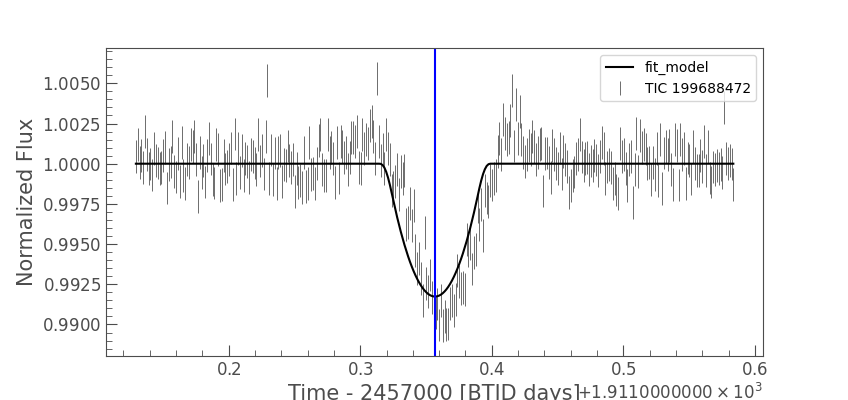 Normalized Flux
1.0050
1.0025
1.0000
0.9975
0.9950
0.9925
0.9900
fit_model
TIC 199688472
0.2
0.3
0.4
0.5
0.6
Time - 2457000 [BTJD days]
+1.9110000000 × 10³